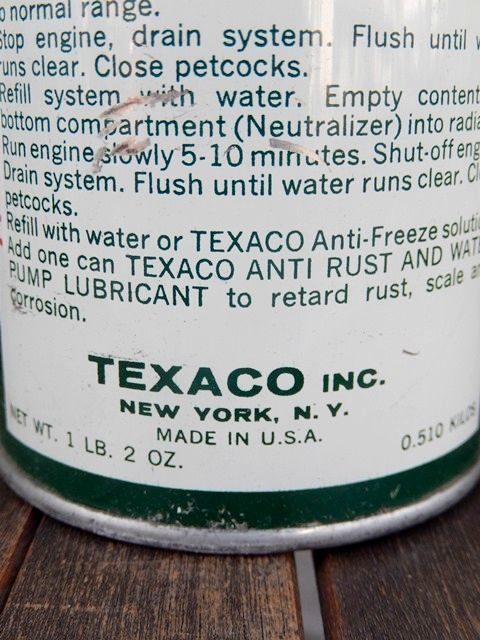 o normal range.
Stop engine, drain system. Flush until
runs clear. Close petcocks.
Refill system with water. Empty content
bottom compartment (Neutralizer) into radia
Run engine slowly 5-10 minutes. Shut-off eng
Drain system. Flush until water runs clear. Cl
petcocks.
Refill with water or TEXACO Anti-Freeze soluti
Add one can TEXACO ANTI RUST AND WATE
PUMP LUBRICANT to retard rust, scale a
corrosion.
TEXACO INC.
NEW YORK, N. Y.
MADE IN U.S.A.
NET WT. 1 LB. 2 OZ.
0.510 KILOS